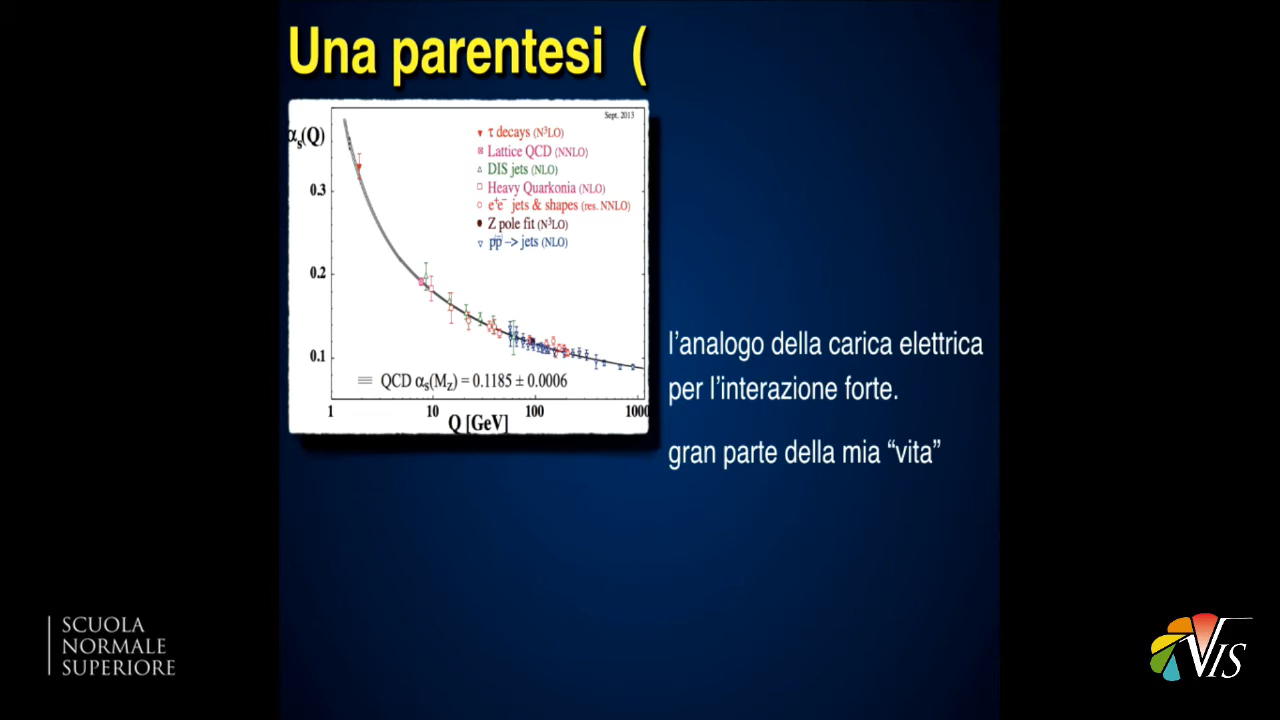 Una parentesi (
Sept. 2013
αs(Q)
τ decays (N³LO)
Lattice QCD (NNLO)
DIS jets (NLO)
Heavy Quarkonia (NLO)
e⁺e⁻ jets & shapes (res. NNLO)
Z pole fit (N³LO)
pp̅ –> jets (NLO)
0.3
0.2
0.1
QCD αs(Mz) = 0.1185 ± 0.0006
1 10 100 1000
Q [GeV]
l’analogo della carica elettrica
per l’interazione forte.
gran parte della mia “vita”
SCUOLA
NORMALE
SUPERIORE
VIS